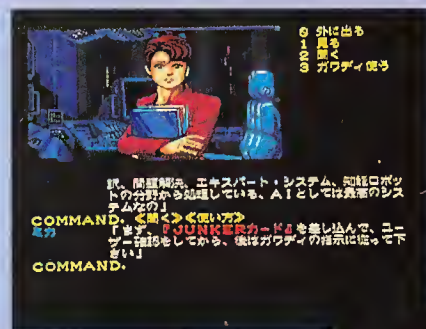 0 外に出る
1 見る
2 聞く
3 ガウディ使う
訳、問題解決、エキスパート・システム、知能ロボッ
トの分野から処理している、AIとしては最高のシス
テムなの」
COMMAND. 《聞く》《使い方》
ミカ 「まず、『JUNKERカード』を差し込んで、ユー
ザー確認をしてから、後はガウディの指示に従って下
さい」
COMMAND.